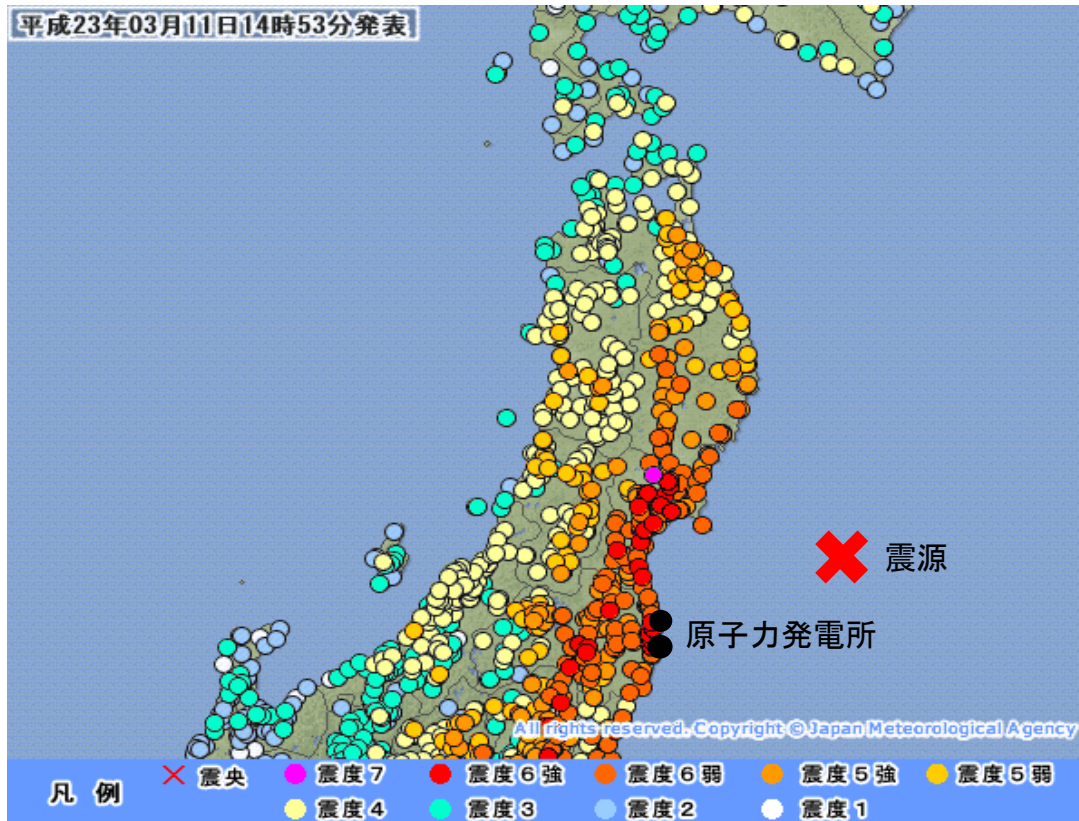 平成23年03月11日14時53分発表
震源
原子力発電所
All rights reserved. Copyright © Japan Meteorological Agency
凡例 震央 震度7 震度6強 震度6弱 震度5強 震度5弱
震度4 震度3 震度2 震度1